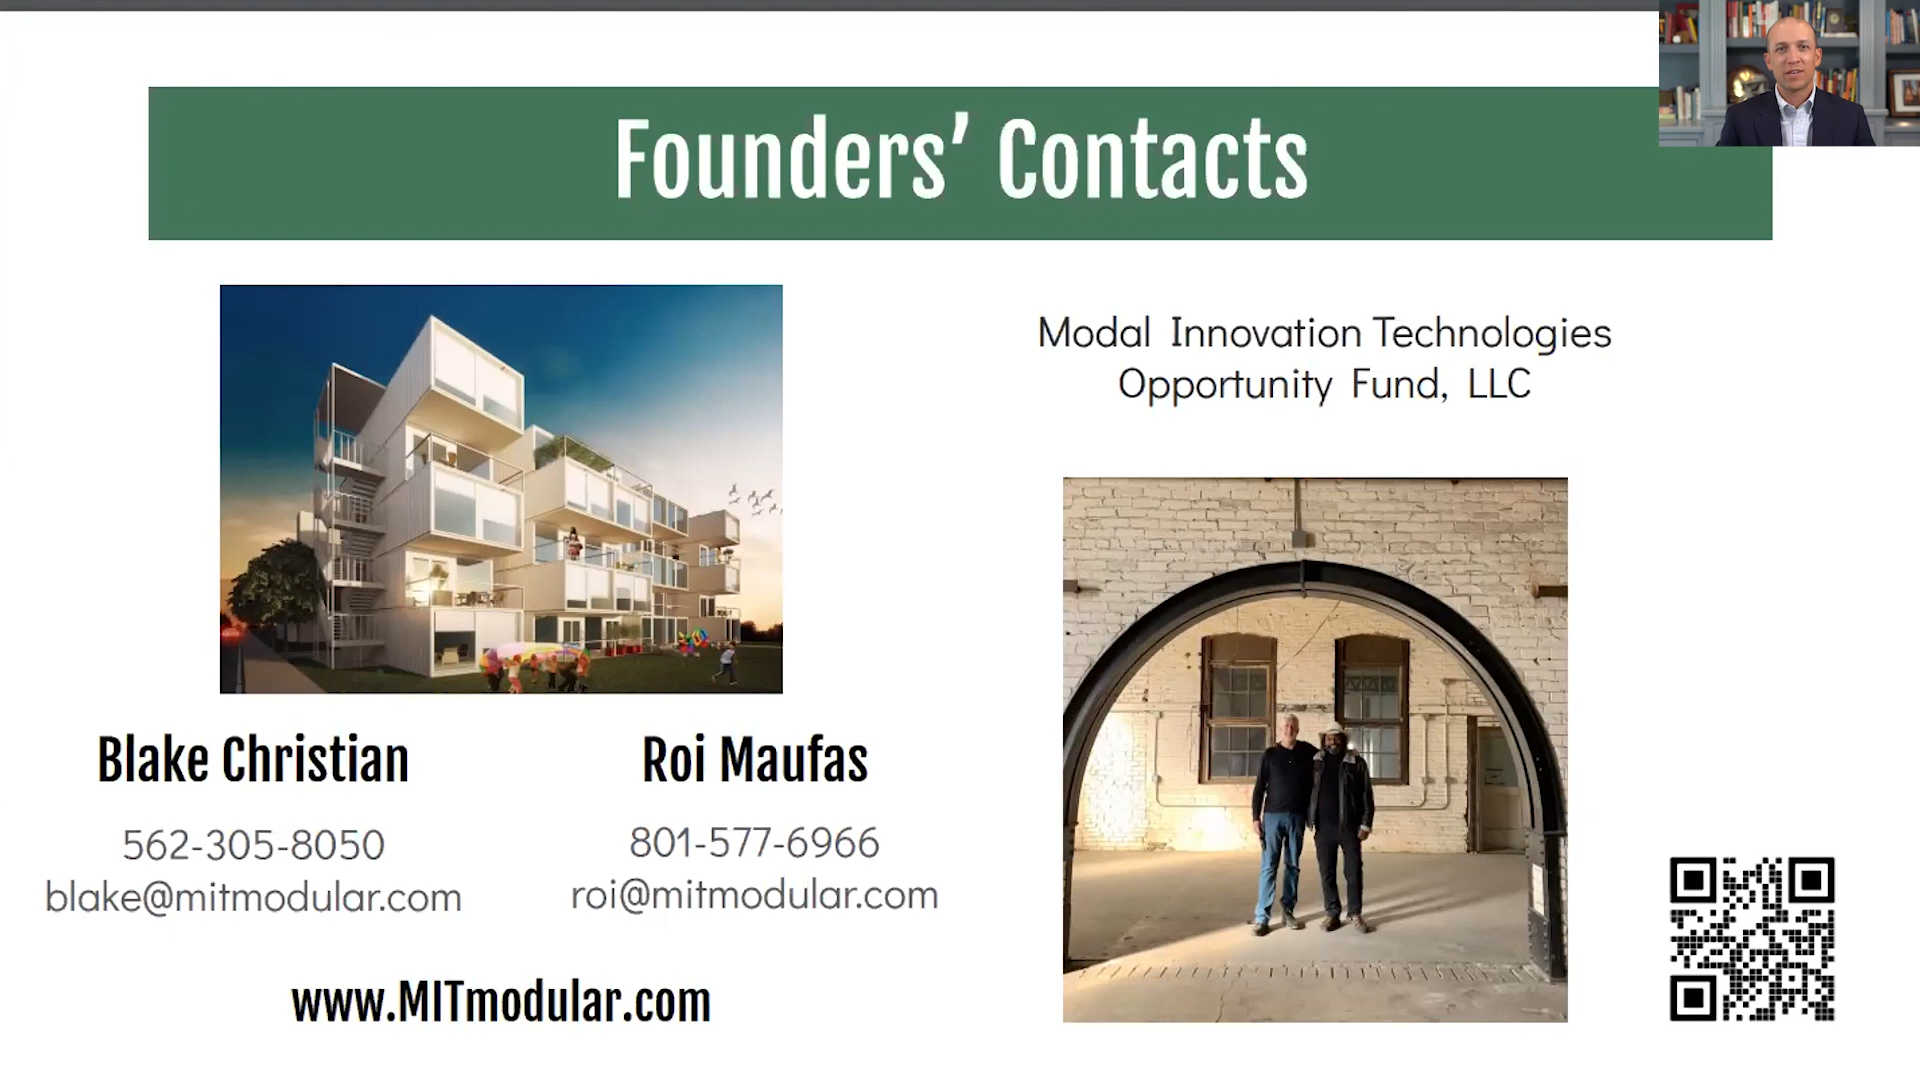 Founders’ Contacts
Modal Innovation Technologies
Opportunity Fund, LLC
Blake Christian
562-305-8050
blake@mitmodular.com
Roi Maufas
801-577-6966
roi@mitmodular.com
www.MITmodular.com